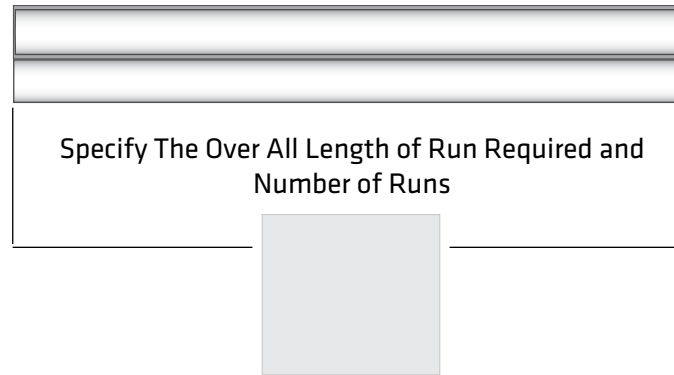 Specify The Over All Length of Run Required and
Number of Runs